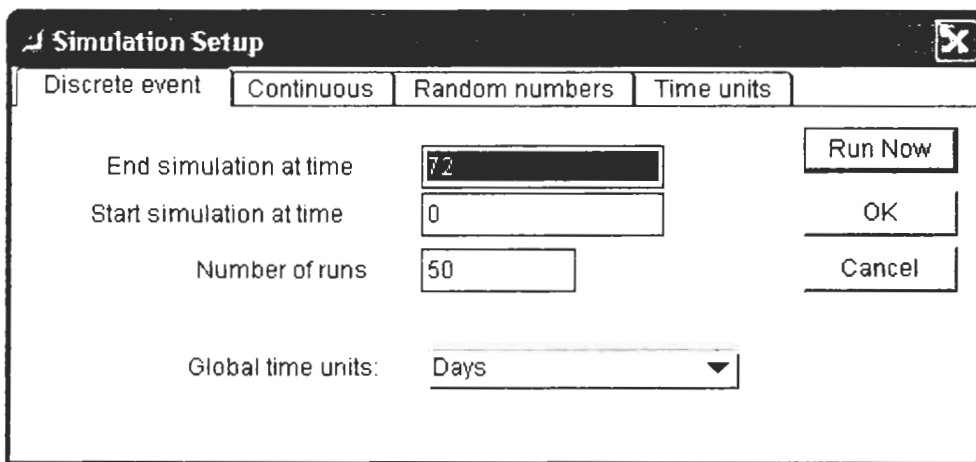 Simulation Setup
Discrete event Continuous Random numbers Time units
End simulation at time 72 Run Now
Start simulation at time 0 OK
Number of runs 50 Cancel
Global time units: Days